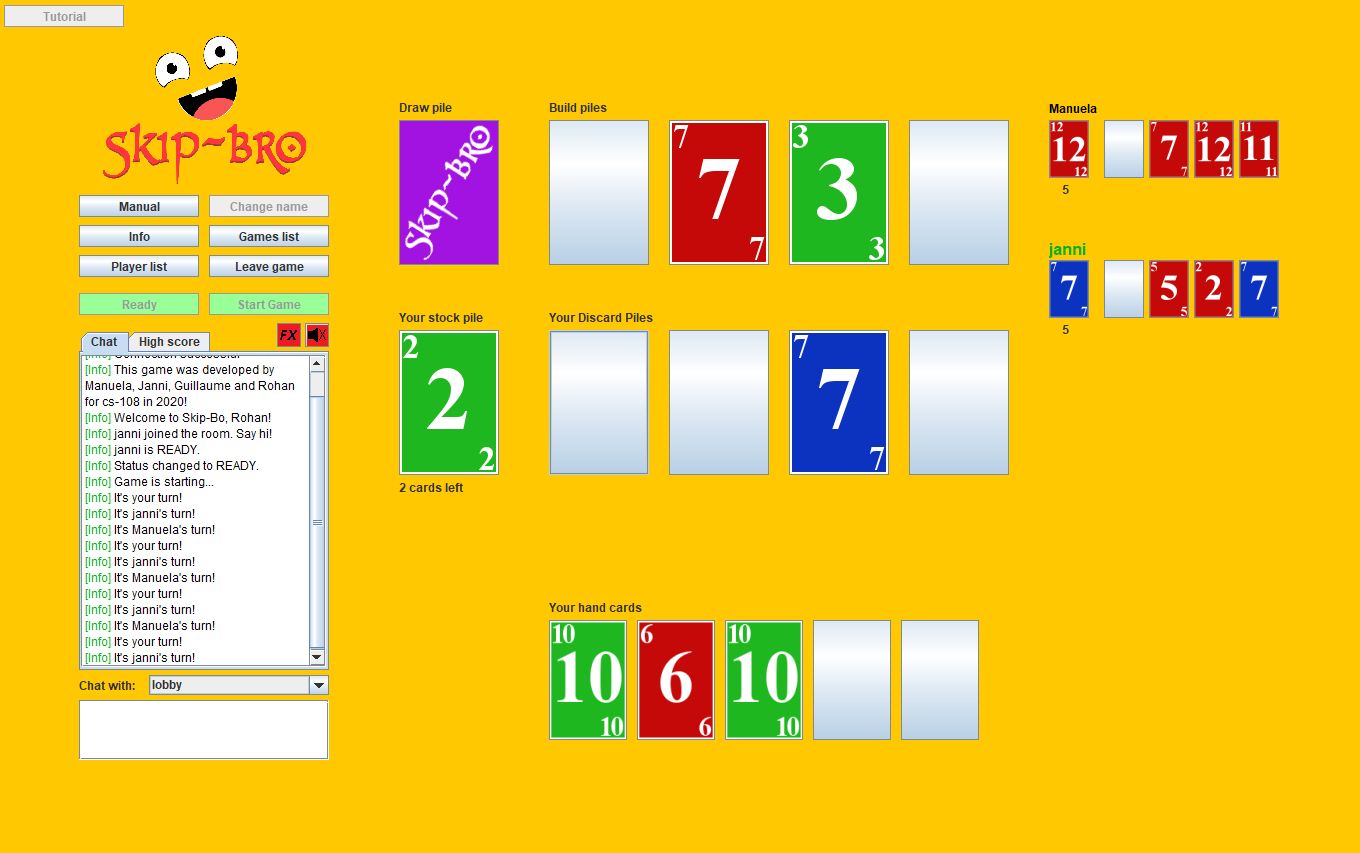 Tutorial
SKIP~BRO
Manual
Change name
Info
Games list
Player list
Leave game
Ready
Start Game
FX
Chat
High score
[Info] Connection successful
[Info] This game was developed by
Manuela, Janni, Guillaume and Rohan
for cs-108 in 2020!
[Info] Welcome to Skip-Bo, Rohan!
[Info] janni joined the room. Say hi!
[Info] janni is READY.
[Info] Status changed to READY.
[Info] Game is starting...
[Info] It's your turn!
[Info] It's janni's turn!
[Info] It's Manuela's turn!
[Info] It's your turn!
[Info] It's janni's turn!
[Info] It's Manuela's turn!
[Info] It's your turn!
[Info] It's janni's turn!
[Info] It's Manuela's turn!
[Info] It's your turn!
[Info] It's janni's turn!
Chat with:
lobby
Draw pile
SKIP~BRO
Build piles
7
7
7
3
3
3
Your stock pile
2
2
2
2 cards left
Your Discard Piles
7
7
7
Your hand cards
10
10
10
6
6
6
10
10
10
Manuela
12
12
12
7
7
7
12
12
12
11
11
11
5
janni
7
7
7
5
5
5
2
2
2
7
7
7
5